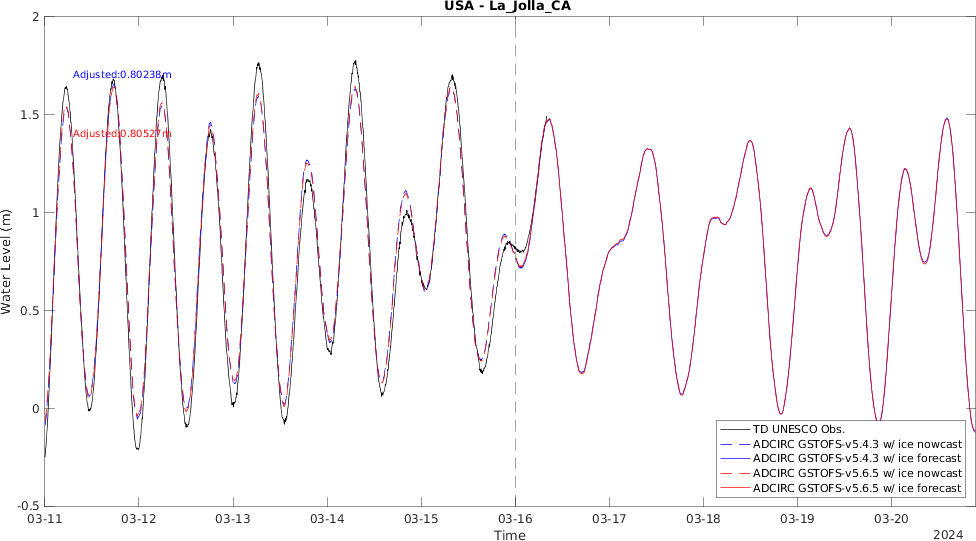 USA - La_Jolla_CA
2
Adjusted:0.80238m
1.5
Adjusted:0.80527m
1
Water Level (m)
0.5
0
TD UNESCO Obs.
ADCIRC GSTOFS-v5.4.3 w/ ice nowcast
ADCIRC GSTOFS-v5.4.3 w/ ice forecast
ADCIRC GSTOFS-v5.6.5 w/ ice nowcast
ADCIRC GSTOFS-v5.6.5 w/ ice forecast
-0.5
03-11 03-12 03-13 03-14 03-15 03-16 03-17 03-18 03-19 03-20
Time
2024